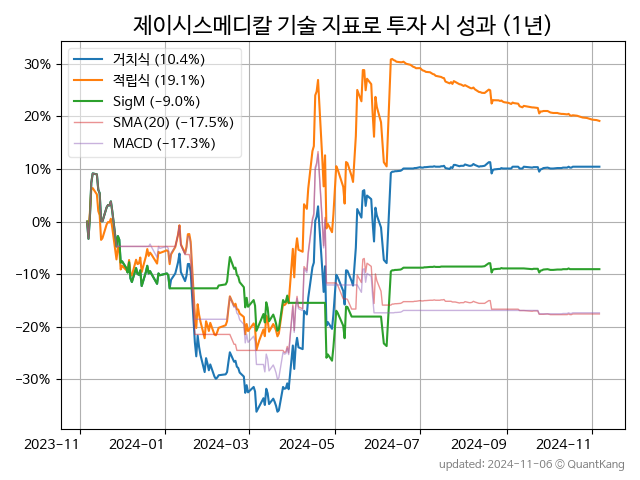 제이시스메디칼 기술 지표로 투자 시 성과 (1년)
거치식 (10.4%)
적립식 (19.1%)
SigM (−9.0%)
SMA(20) (−17.5%)
MACD (−17.3%)
30%
20%
10%
0%
−10%
−20%
−30%
2023−11 2024−01 2024−03 2024−05 2024−07 2024−09 2024−11
updated: 2024−11−06 © QuantKang